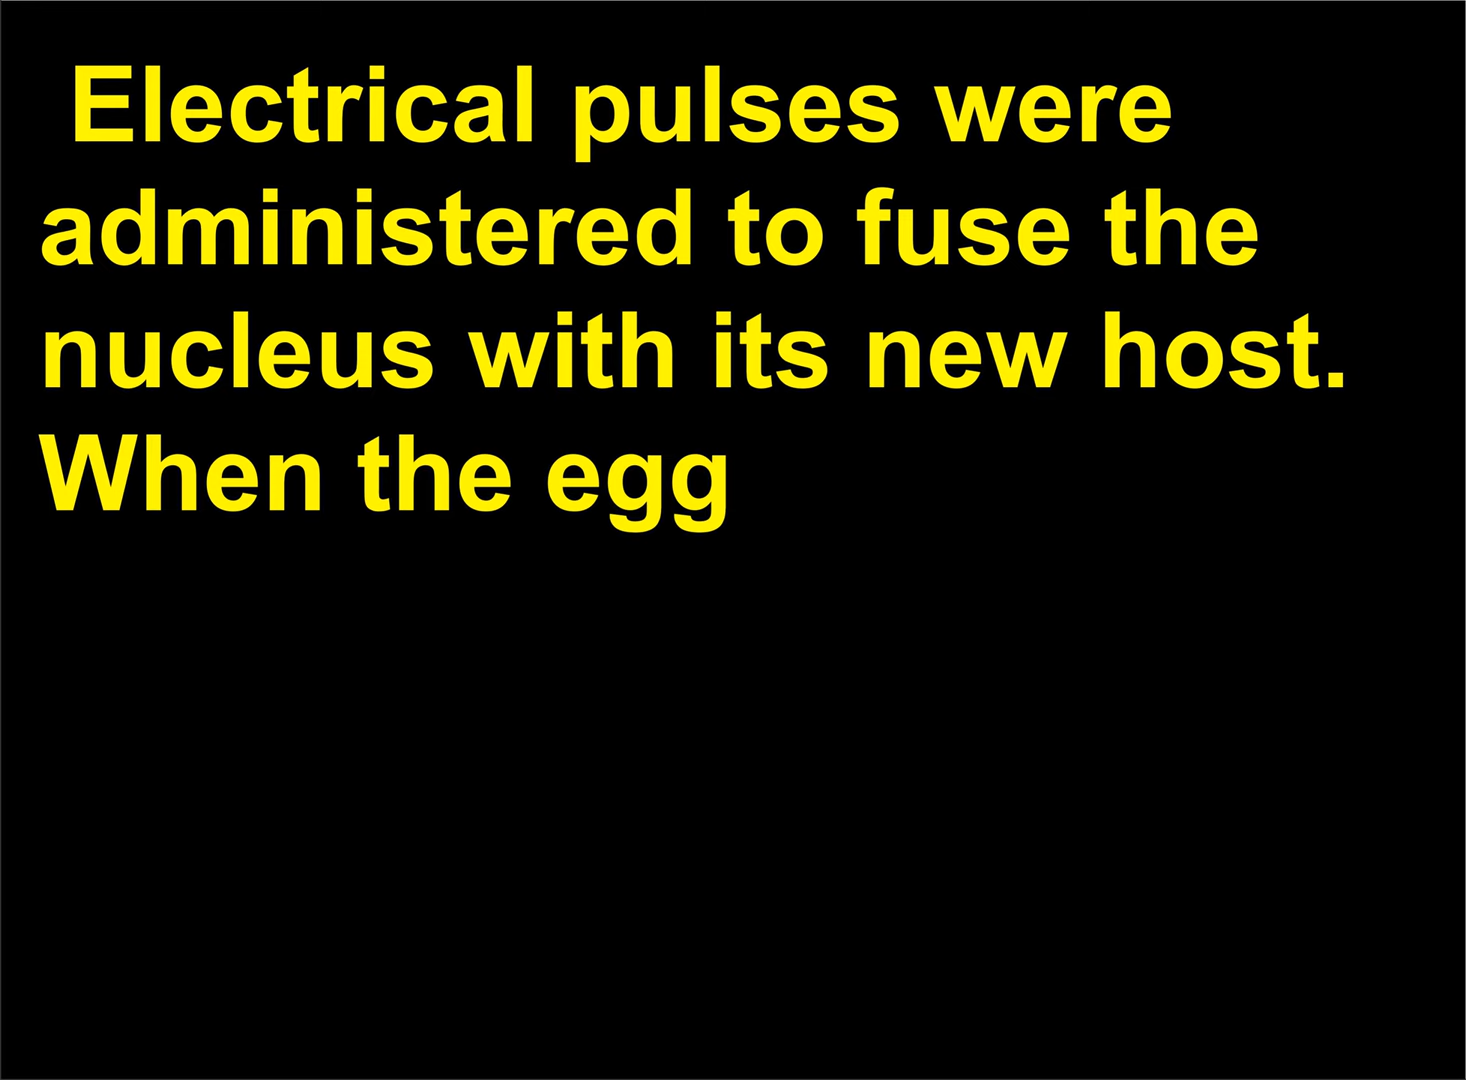 Electrical pulses were
administered to fuse the
nucleus with its new host.
When the egg